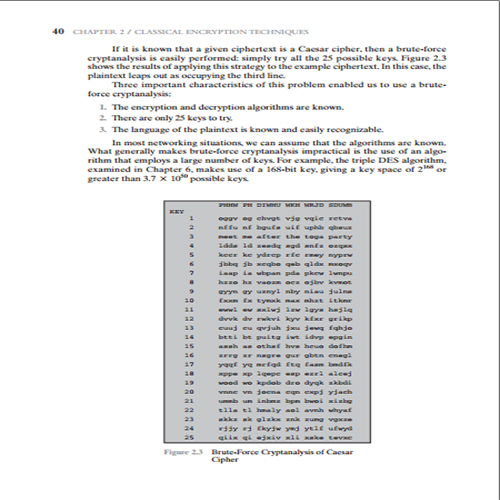 40 CHAPTER 2 / CLASSICAL ENCRYPTION TECHNIQUES
If it is known that a given ciphertext is a Caesar cipher, then a brute-force
cryptanalysis is easily performed: simply try all the 25 possible keys. Figure 2.3
shows the results of applying this strategy to the example ciphertext. In this case, the
plaintext leaps out as occupying the third line.
Three important characteristics of this problem enabled us to use a brute-
force cryptanalysis:
1. The encryption and decryption algorithms are known.
2. There are only 25 keys to try.
3. The language of the plaintext is known and easily recognizable.
In most networking situations, we can assume that the algorithms are known.
What generally makes brute-force cryptanalysis impractical is the use of an algo-
rithm that employs a large number of keys. For example, the triple DES algorithm,
examined in Chapter 6, makes use of a 168-bit key, giving a key space of 2¹⁶⁸ or
greater than 3.7 × 10⁵⁰ possible keys.
PHHW PH DIWHU WKH WRJD SDUWB
KEY
1 oggv og chvgt vjg vqic rctva
2 nffu nf bgufs uif uphb qbsuz
3 meet me after the toga party
4 ldds ld zesdq sgd snfz ozqsx
5 kccr kc ydrcp rfc rmey nyprw
6 jbbq jb xcqbo qeb qldx mxoqv
7 iaap ia wbpan pda pkcw lwnpu
8 hzzo hz vaozm ocz ojbv kvmot
9 gyyn gy uznyl nby niau julns
10 fxxm fx tymxk max mhzt itkmr
11 ewwl ew sxlwj lzw lgys hsjlq
12 dvvk dv rwkvi kyv kfxr grikp
13 cuuj cu qvjuh jxu jewq fqhjo
14 btti bt puitg iwt idvp epgin
15 assh as othsf hvs hcuo dofhm
16 zrrg zr nsgre gur gbtn cnegl
17 yqqf yq mrfqd ftq fasm bmdfk
18 xppe xp lqepc esp ezrl alcej
19 wood wo kpdob dro dyqk zkbdi
20 vnnc vn jocna cqn cxpj yjach
21 ummb um inbmz bpm bwoi xizbg
22 tlla tl hmaly aol avnh whyaf
23 skkz sk glzkx znk zumg vgxze
24 rjjy rj fkyjw ymj ytlf ufwyd
25 qiix qi ejxiv xli xske tevxc
Figure 2.3 Brute-Force Cryptanalysis of Caesar
Cipher